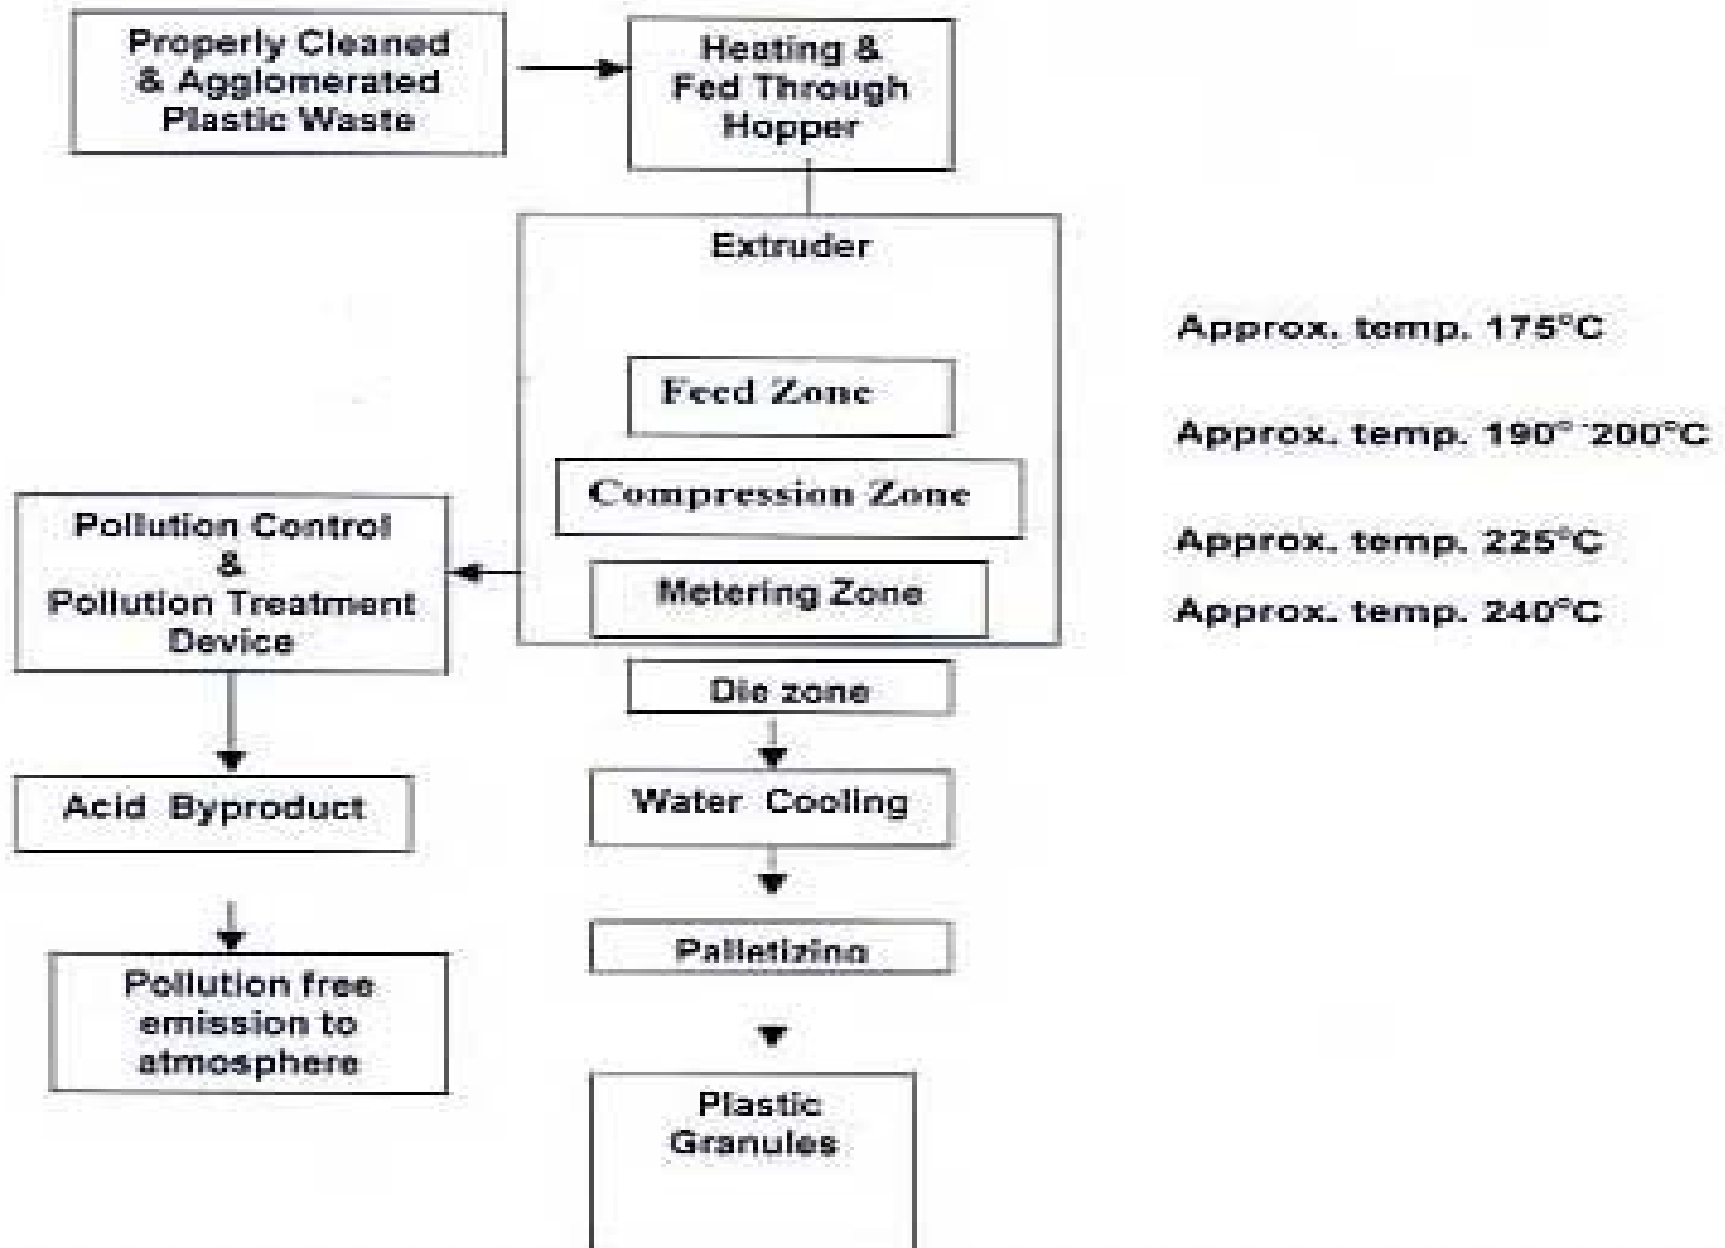 Properly Cleaned
& Agglomerated
Plastic Waste
Heating &
Fed Through
Hopper
Extruder
Approx. temp. 175°C
Feed Zone
Approx. temp. 190° 200°C
Compression Zone
Approx. temp. 225°C
Metering Zone
Approx. temp. 240°C
Pollution Control
&
Pollution Treatment
Device
Die zone
Acid Byproduct
Water Cooling
Palletizing
Pollution free
emission to
atmosphere
Plastic
Granules